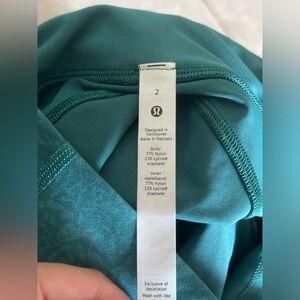 2
Designed in
Vancouver
Made in Vietnam
Body:
77% Nylon
23% Lycra®
elastane
Inner
waistband:
77% Nylon
23% Lycra®
elastane
Exclusive of
decoration
Wash with like